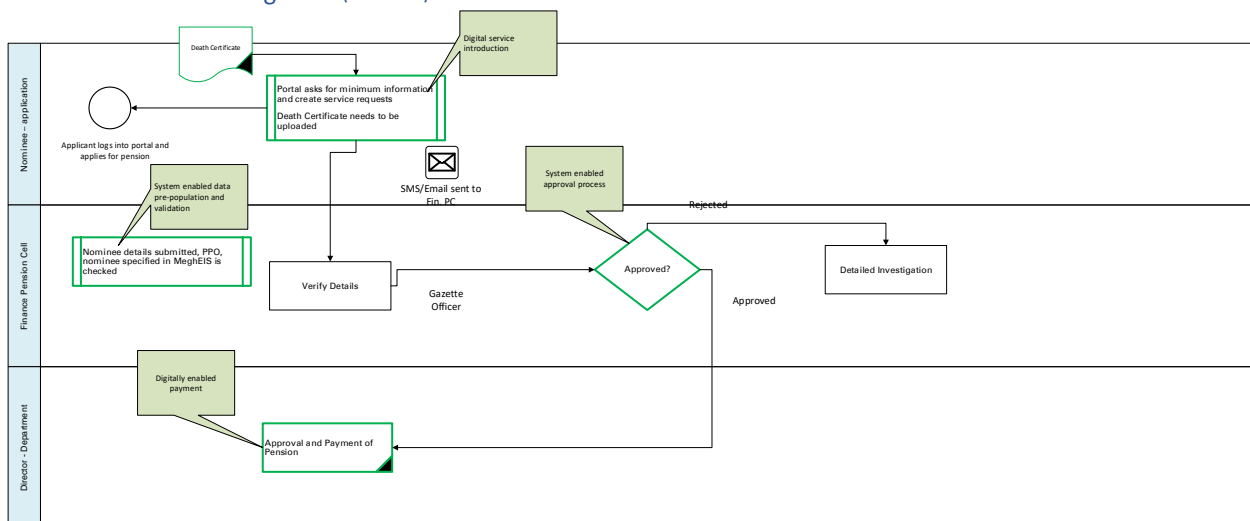 Death Certificate
Digital service
introduction
Nominee – application
Portal asks for minimum information
and create service requests
Death Certificate needs to be
uploaded
Applicant logs into portal and
applies for pension
SMS/Email sent to
Fin. PC
System enabled data
pre-population and
validation
System enabled
approval process
Rejected
Finance Pension Cell
Nominee details submitted, PPO,
nominee specified in MeghEIS is
checked
Verify Details
Gazette
Officer
Approved?
Detailed Investigation
Approved
Director - Department
Digitally enabled
payment
Approval and Payment of
Pension